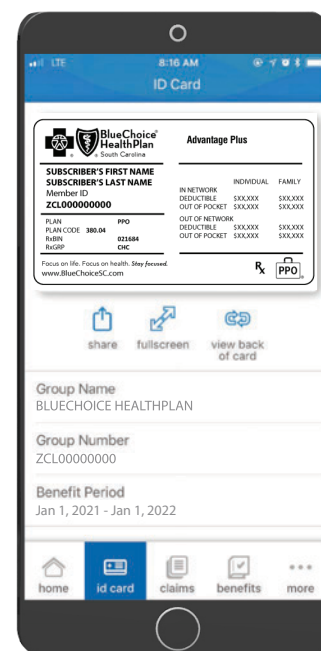 LTE 8:16 AM
ID Card
BlueChoice®
HealthPlan
South Carolina
Advantage Plus
SUBSCRIBER'S FIRST NAME
SUBSCRIBER'S LAST NAME
Member ID
ZCL000000000
PLAN PPO
PLAN CODE 380.04
RxBIN 021684
RxGRP CHC
INDIVIDUAL FAMILY
IN NETWORK
DEDUCTIBLE $XX,XXX $XX,XXX
OUT OF POCKET $XX,XXX $XX,XXX
OUT OF NETWORK
DEDUCTIBLE $XX,XXX $XX,XXX
OUT OF POCKET $XX,XXX $XX,XXX
Focus on life. Focus on health. Stay focused.
www.BlueChoiceSC.com
Rx PPO
share fullscreen view back
of card
Group Name
BLUECHOICE HEALTHPLAN
Group Number
ZCL00000000
Benefit Period
Jan 1, 2021 - Jan 1, 2022
home id card claims benefits more